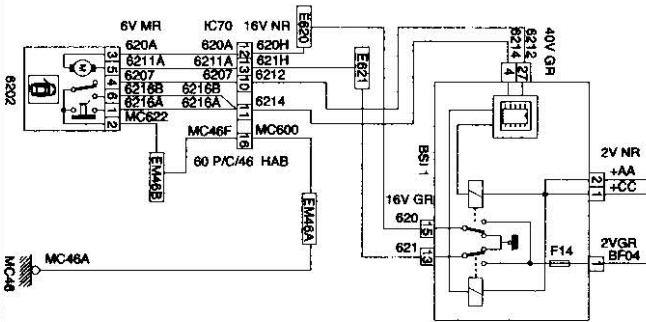 6V MR IC70 16V NR
E620
40V GR
6212
6214
620A 620A 12 620H
3
6211A 6211A 13 621H
5
E621
6207 6207 10 6212
4
6216B 6216B
6
6216A 6216A 11 6214
1
MC622
2
6202
M
4 27
MC46F 16 MC600
EM46B
60 P/C/46 HAB
EM46A
BSI 1
2V NR
2 +AA
1 +CC
16V GR
620 15
621 13
F14
2VGR
1 BF04
MC46A
MC46